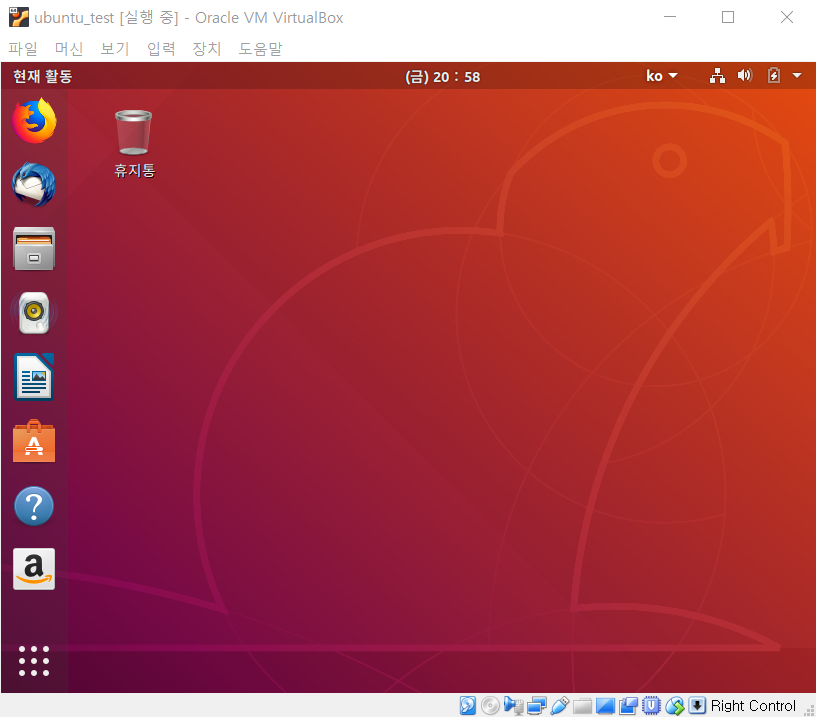 ubuntu_test [실행 중] - Oracle VM VirtualBox
파일 머신 보기 입력 장치 도움말
현재 활동 (금) 20 : 58 ko
휴지통
Right Control